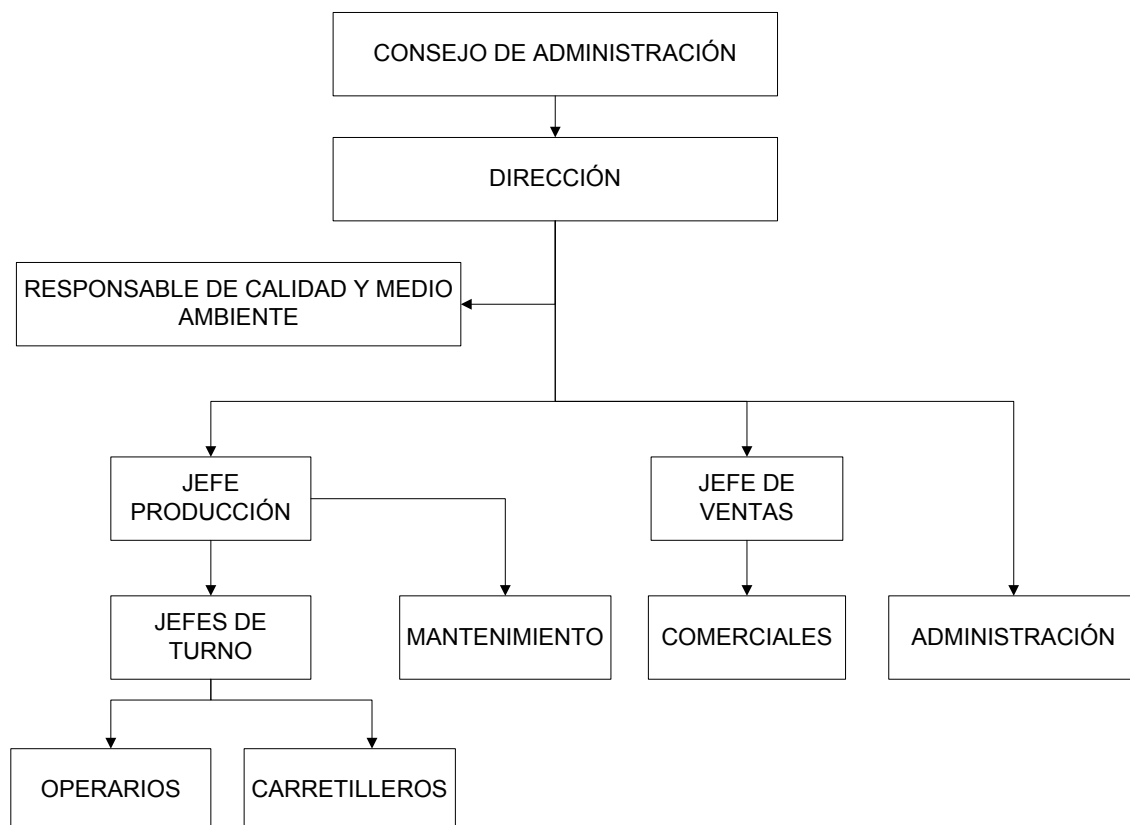 CONSEJO DE ADMINISTRACIÓN
DIRECCIÓN
RESPONSABLE DE CALIDAD Y MEDIO
AMBIENTE
JEFE
PRODUCCIÓN
JEFE DE
VENTAS
JEFES DE
TURNO
MANTENIMIENTO
COMERCIALES
ADMINISTRACIÓN
OPERARIOS
CARRETILLEROS